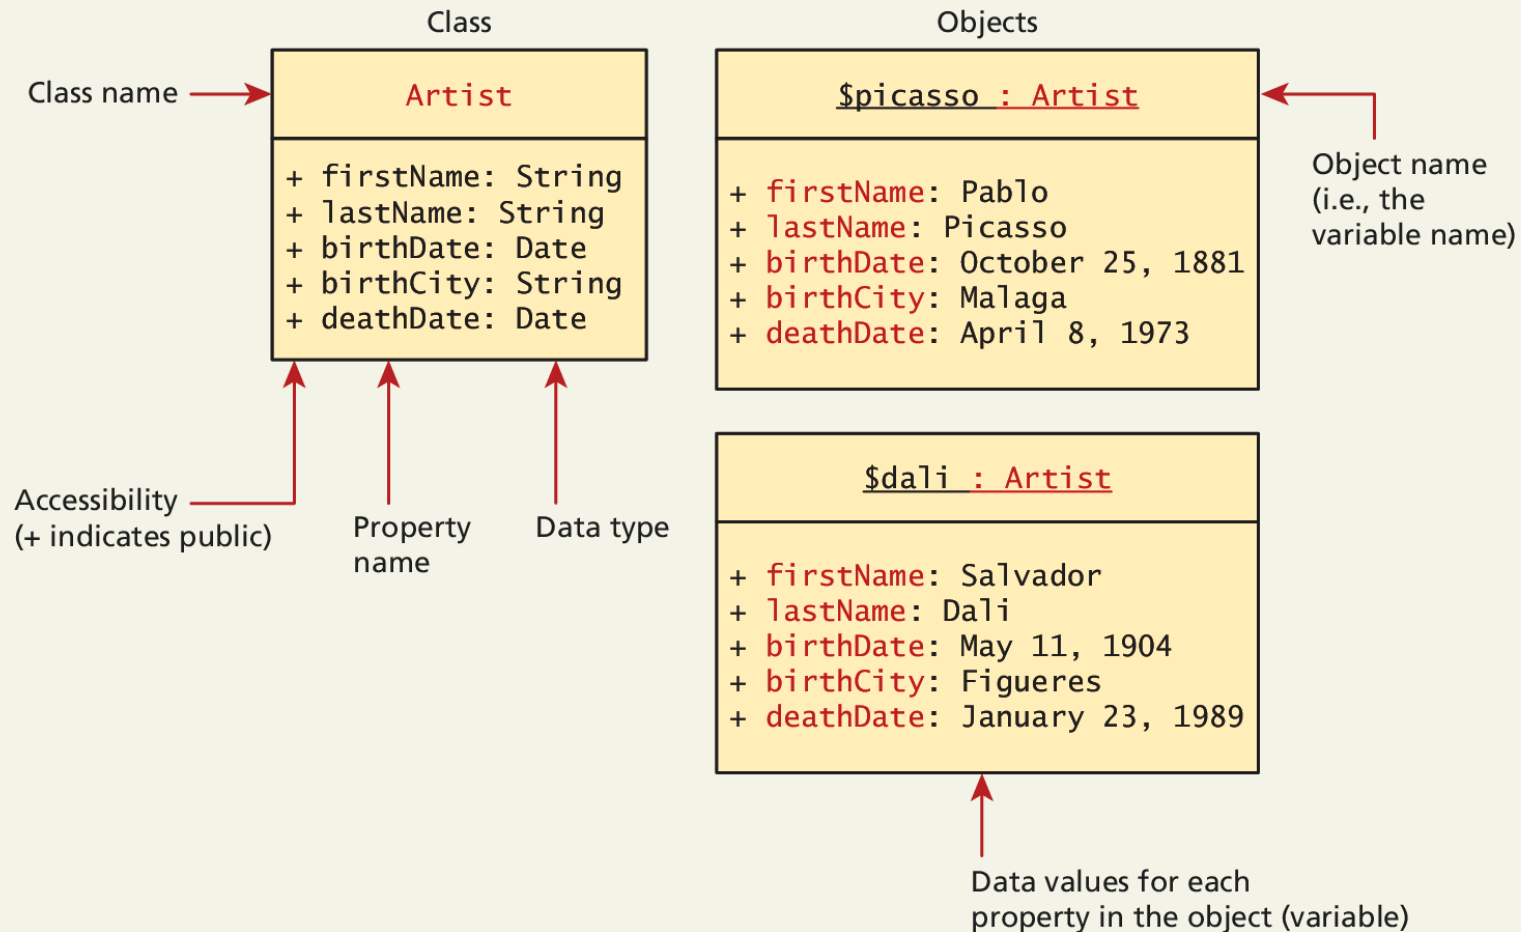 Class
Class name
Artist
+ firstName: String
+ lastName: String
+ birthDate: Date
+ birthCity: String
+ deathDate: Date
Accessibility
(+ indicates public)
Property
name
Data type
Objects
$picasso : Artist
+ firstName: Pablo
+ lastName: Picasso
+ birthDate: October 25, 1881
+ birthCity: Malaga
+ deathDate: April 8, 1973
Object name
(i.e., the
variable name)
$dali : Artist
+ firstName: Salvador
+ lastName: Dali
+ birthDate: May 11, 1904
+ birthCity: Figueres
+ deathDate: January 23, 1989
Data values for each
property in the object (variable)